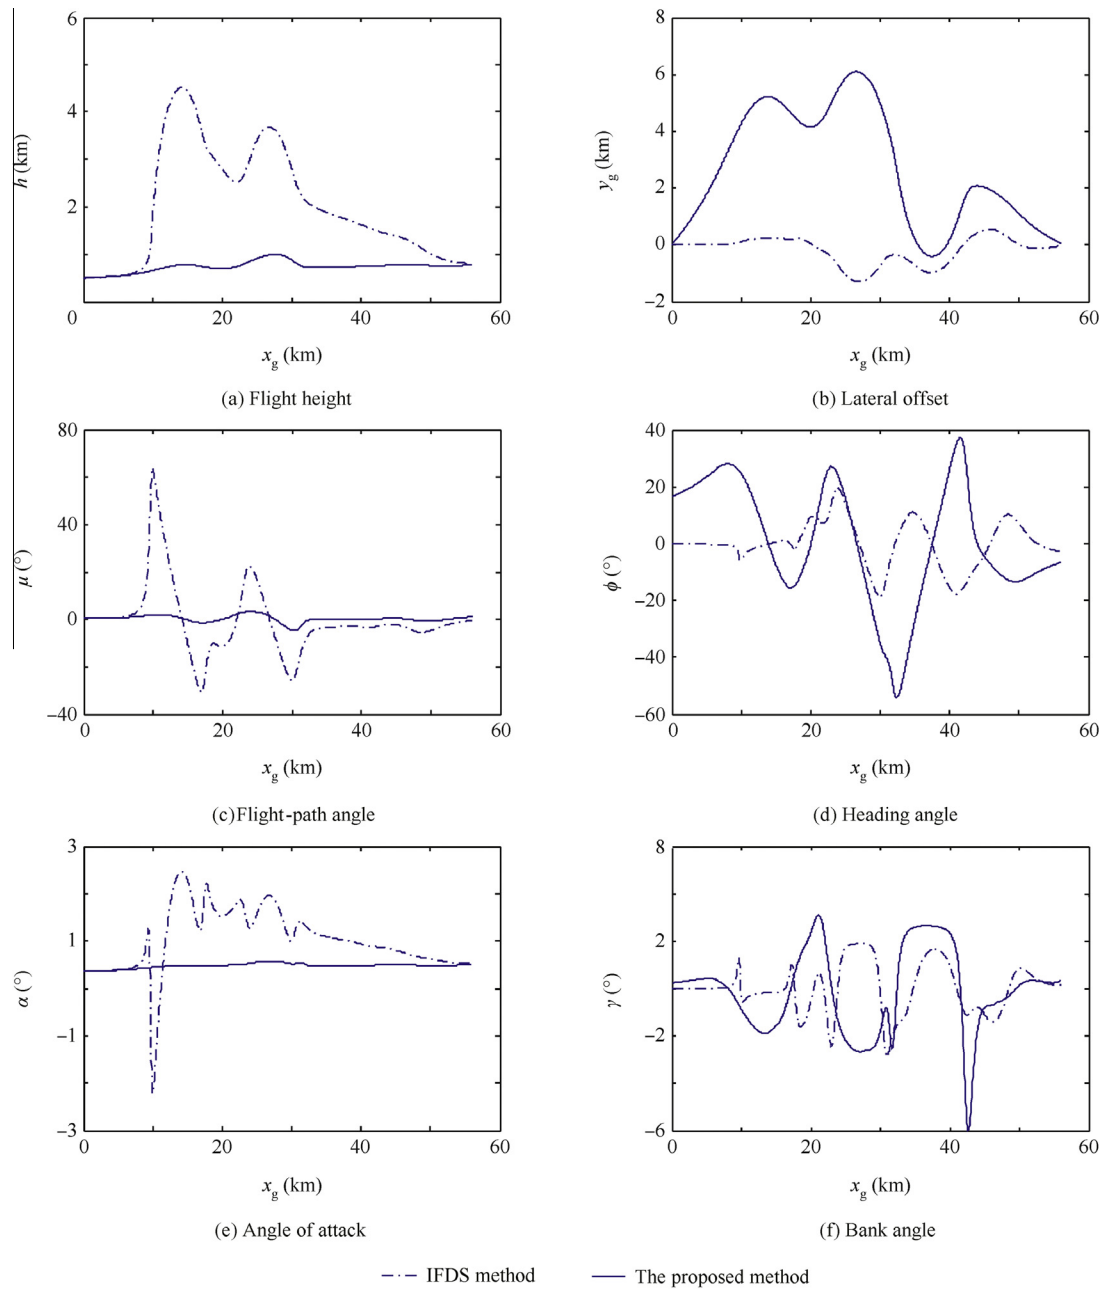 6
4
2
0
h (km)
0 20 40 60
x_g (km)
(a) Flight height
8
6
4
2
0
−2
y_g (km)
0 20 40 60
x_g (km)
(b) Lateral offset
80
40
0
−40
μ (°)
0 20 40 60
x_g (km)
(c)Flight-path angle
40
20
0
−20
−40
−60
ϕ (°)
0 20 40 60
x_g (km)
(d) Heading angle
3
1
−1
−3
α (°)
0 20 40 60
x_g (km)
(e) Angle of attack
8
2
−2
−6
γ (°)
0 20 40 60
x_g (km)
(f) Bank angle
IFDS method
The proposed method